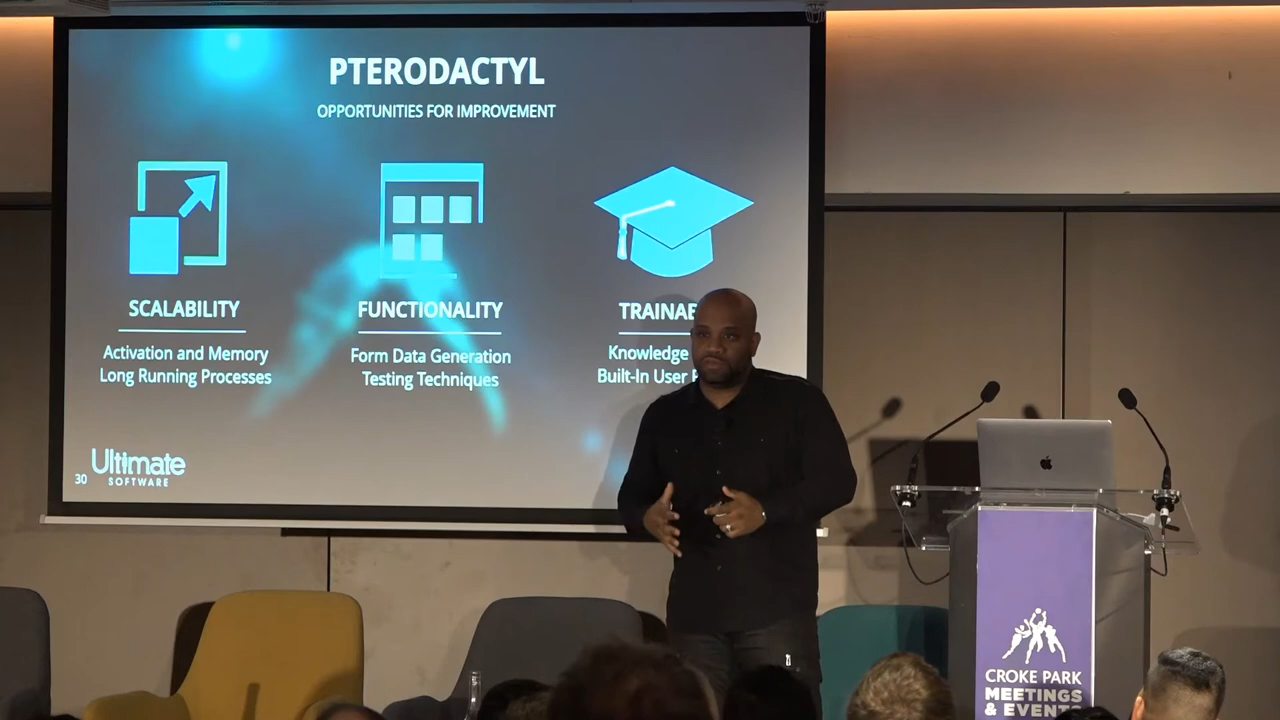 PTERODACTYL
OPPORTUNITIES FOR IMPROVEMENT
SCALABILITY
Activation and Memory
Long Running Processes
FUNCTIONALITY
Form Data Generation
Testing Techniques
Knowledge
Built-In User
30
Ultimate
SOFTWARE
CROKE PARK
MEETINGS
& EVENTS